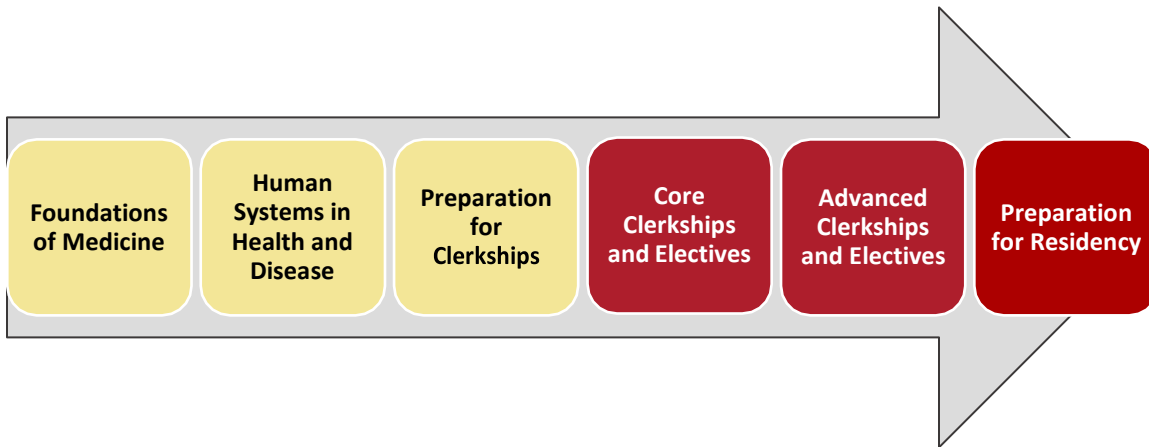 Foundations
of Medicine
Human
Systems in
Health and
Disease
Preparation
for
Clerkships
Core
Clerkships
and Electives
Advanced
Clerkships
and Electives
Preparation
for Residency